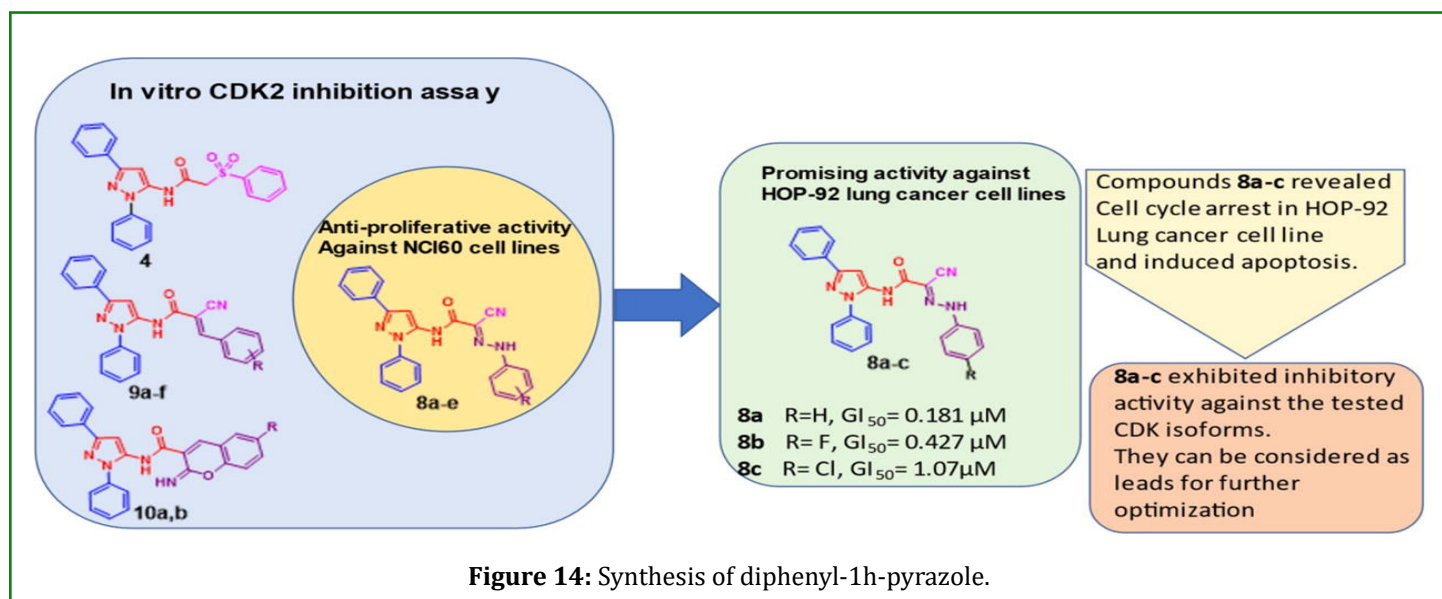 In vitro CDK2 inhibition assa y
O
O
O
S
N
N
NH
H
4
O
CN
N
N
N
H
R
9a-f
R
O
N
N
N
H
HN
O
10a,b
Anti-proliferative activity
Against NCI60 cell lines
O
CN
N
N
N
H
N
NH
R
8a-e
Promising activity against
HOP-92 lung cancer cell lines
O
CN
N
N
N
H
N
NH
R
8a-c
8a R=H, GI50= 0.181 µM
8b R= F, GI50= 0.427 µM
8c R= Cl, GI50= 1.07µM
Compounds 8a-c revealed
Cell cycle arrest in HOP-92
Lung cancer cell line
and induced apoptosis.
8a-c exhibited inhibitory
activity against the tested
CDK isoforms.
They can be considered as
leads for further
optimization
Figure 14: Synthesis of diphenyl-1h-pyrazole.